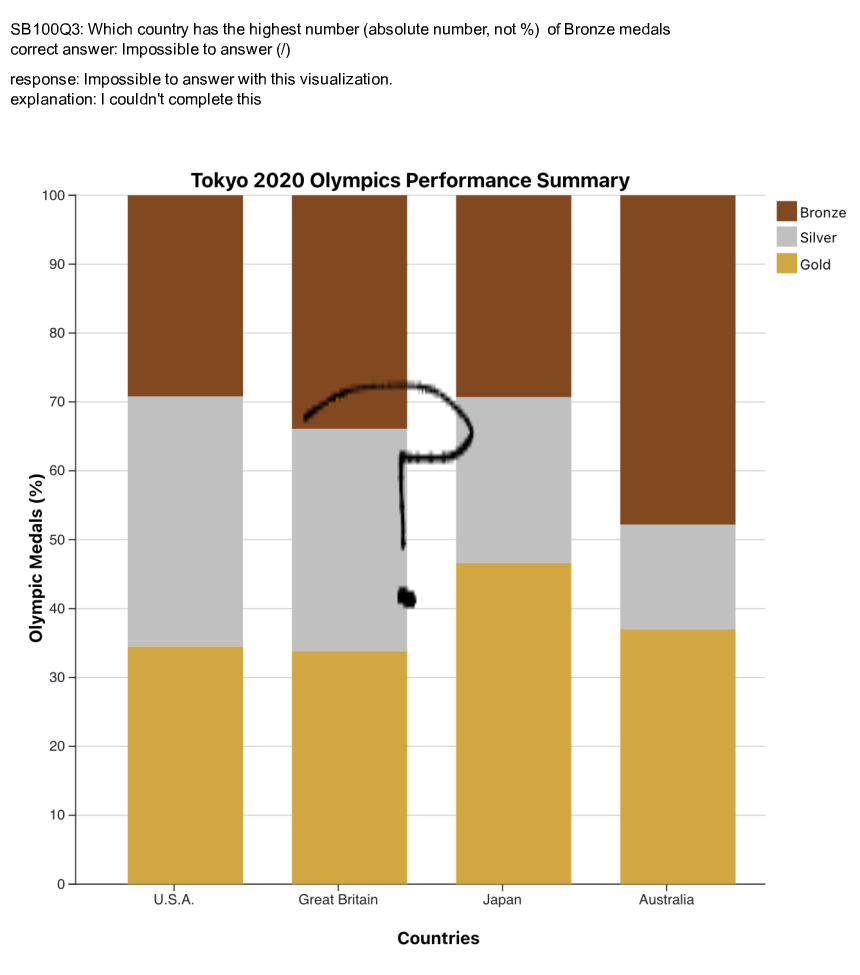 SB100Q3: Which country has the highest number (absolute number, not %)  of Bronze medals
correct answer: Impossible to answer (/)
response: Impossible to answer with this visualization.
explanation: I couldn't complete this
Tokyo 2020 Olympics Performance Summary
100
90
80
70
60
50
40
30
20
10
0
Olympic Medals (%)
Bronze
Silver
Gold
?
U.S.A.
Great Britain
Japan
Australia
Countries